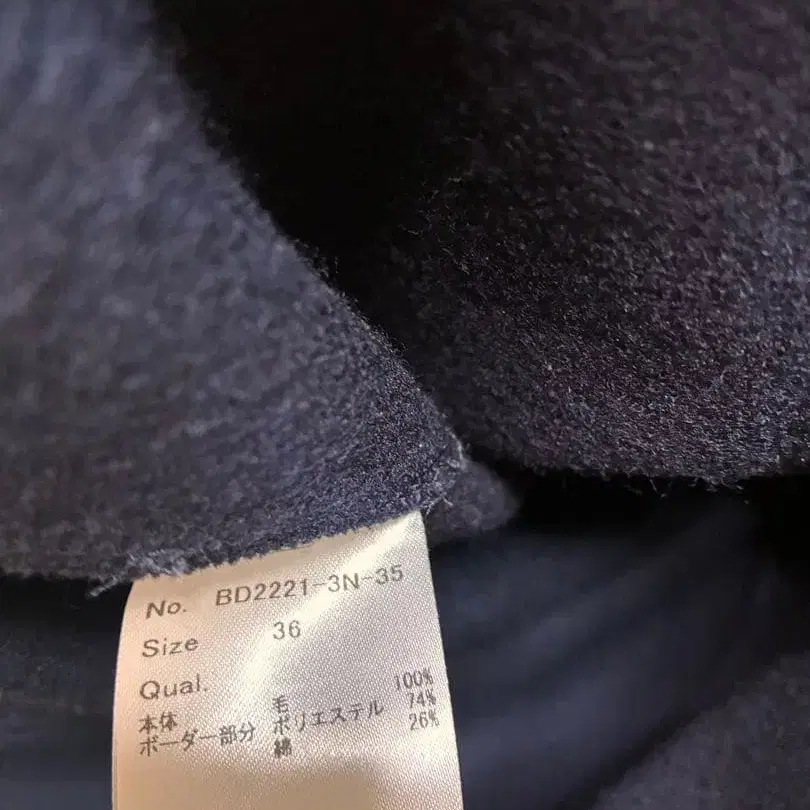 No. BD2221-3N-35
Size 36
Qual.
本体 毛 100%
ボーダー部分 ポリエステル 74%
綿 26%